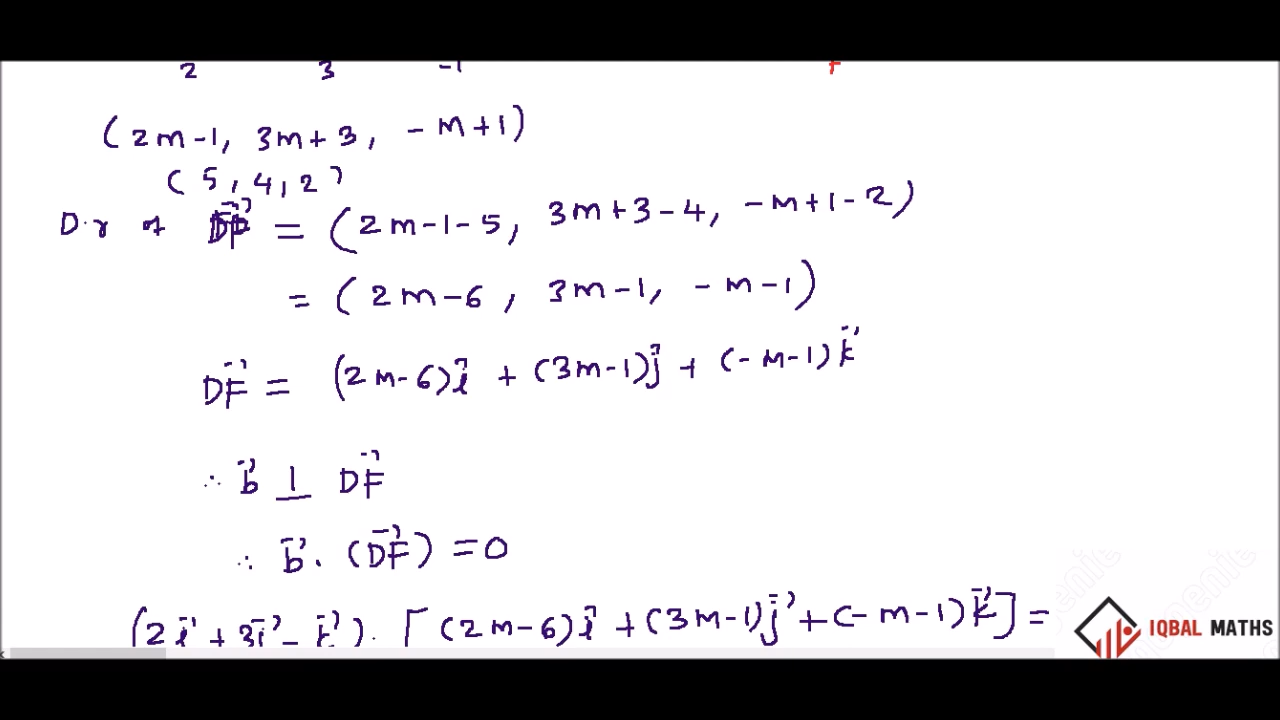 2 3 -1
(2m-1, 3m+3, -m+1)
(5, 4, 2)
D.r of DF⃗ = (2m-1-5, 3m+3-4, -m+1-2)
= (2m-6, 3m-1, -m-1)
DF⃗ = (2m-6)î + (3m-1)ĵ + (-m-1)k⃗
∴ b⃗ ⊥ DF⃗
∴ b⃗ . (DF⃗) = 0
(2i⃗ + 3j⃗ - k⃗). [(2m-6)î + (3m-1)j⃗ + (-m-1)k⃗] =
IQBAL MATHS